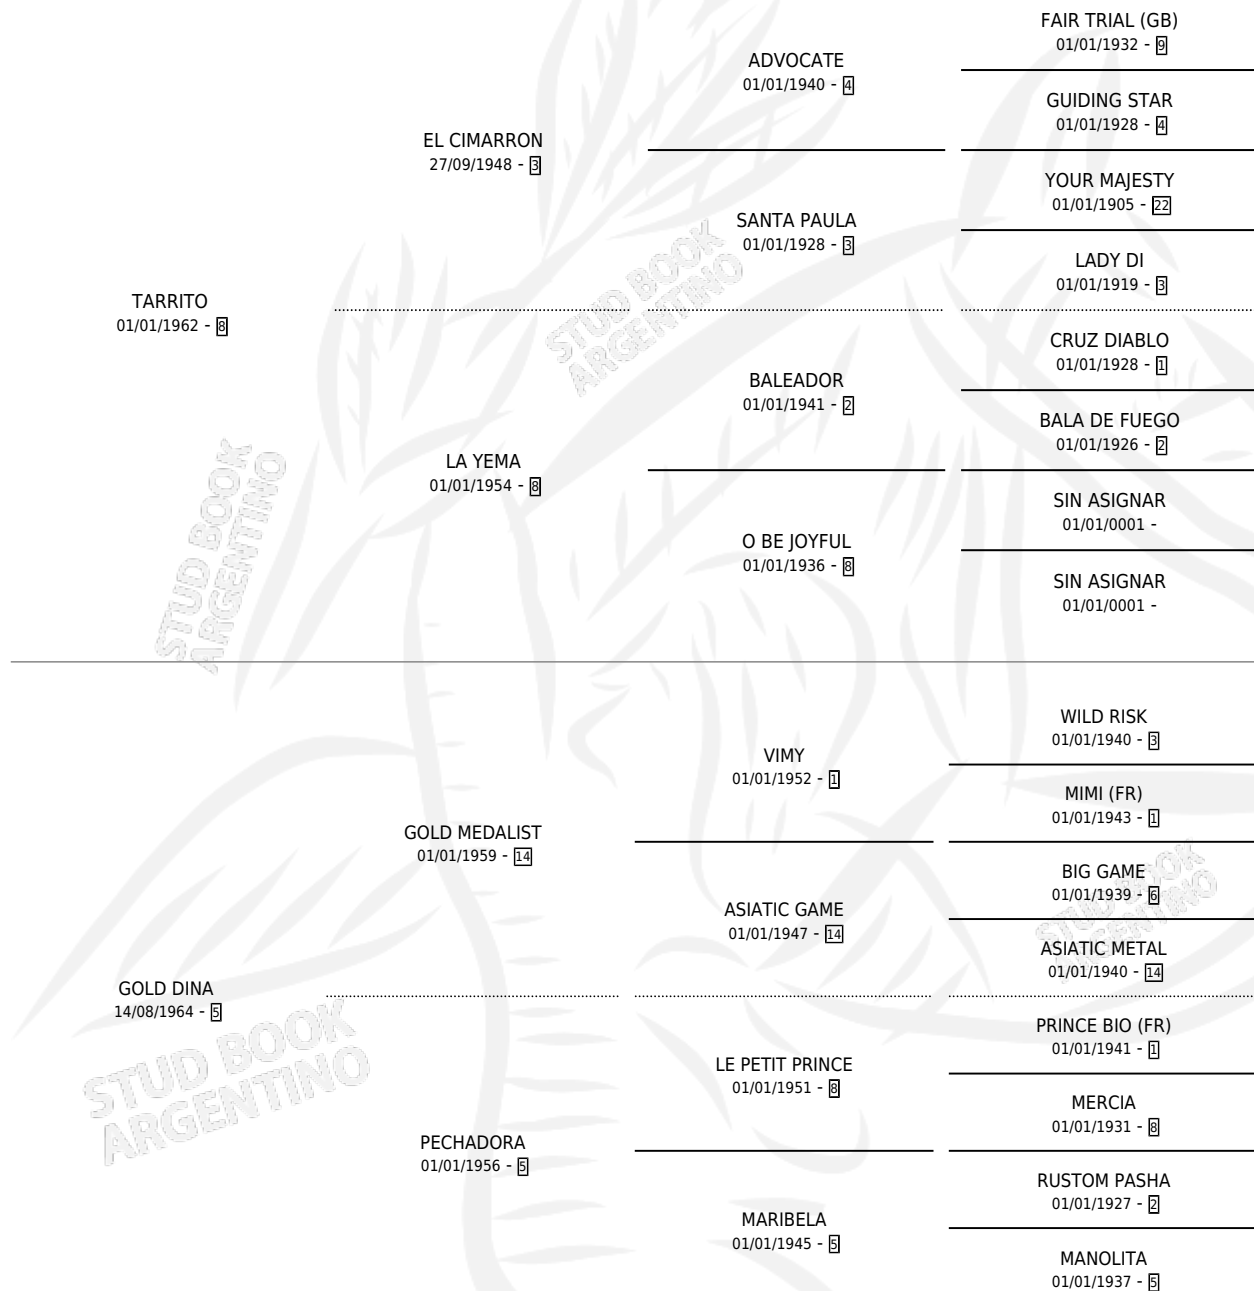 FAIR TRIAL (GB)
01/01/1932 - 9
ADVOCATE
01/01/1940 - 4
GUIDING STAR
01/01/1928 - 4
EL CIMARRON
27/09/1948 - 3
YOUR MAJESTY
01/01/1905 - 22
SANTA PAULA
01/01/1928 - 3
LADY DI
01/01/1919 - 3
TARRITO
01/01/1962 - 8
CRUZ DIABLO
01/01/1928 - 1
BALEADOR
01/01/1941 - 2
BALA DE FUEGO
01/01/1926 - 2
LA YEMA
01/01/1954 - 8
SIN ASIGNAR
01/01/0001 -
O BE JOYFUL
01/01/1936 - 8
SIN ASIGNAR
01/01/0001 -
WILD RISK
01/01/1940 - 3
VIMY
01/01/1952 - 1
MIMI (FR)
01/01/1943 - 1
GOLD MEDALIST
01/01/1959 - 14
BIG GAME
01/01/1939 - 6
ASIATIC GAME
01/01/1947 - 14
ASIATIC METAL
01/01/1940 - 14
GOLD DINA
14/08/1964 - 5
PRINCE BIO (FR)
01/01/1941 - 1
LE PETIT PRINCE
01/01/1951 - 8
MERCIA
01/01/1931 - 8
PECHADORA
01/01/1956 - 5
RUSTOM PASHA
01/01/1927 - 2
MARIBELA
01/01/1945 - 5
MANOLITA
01/01/1937 - 5
STUD BOOK
ARGENTINO
STUD BOOK
ARGENTINO
STUD BOOK
ARGENTINO
STUD BOOK
ARGENTINO